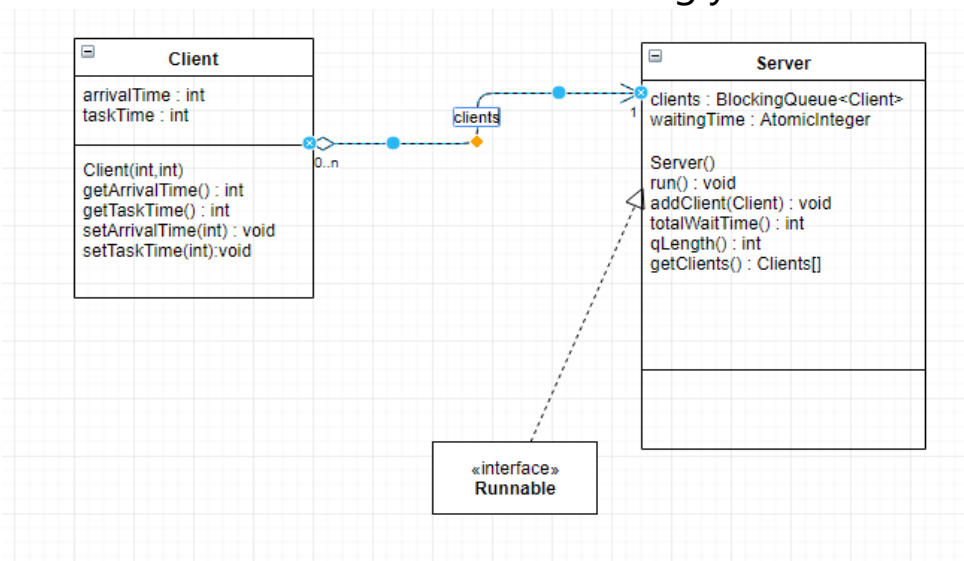 Client
arrivalTime : int
taskTime : int
Client(int,int)
getArrivalTime() : int
getTaskTime() : int
setArrivalTime(int) : void
setTaskTime(int):void
clients
0..n
1
Server
clients : BlockingQueue<Client>
waitingTime : AtomicInteger
Server()
run() : void
addClient(Client) : void
totalWaitTime() : int
qLength() : int
getClients() : Clients[]
«interface»
Runnable